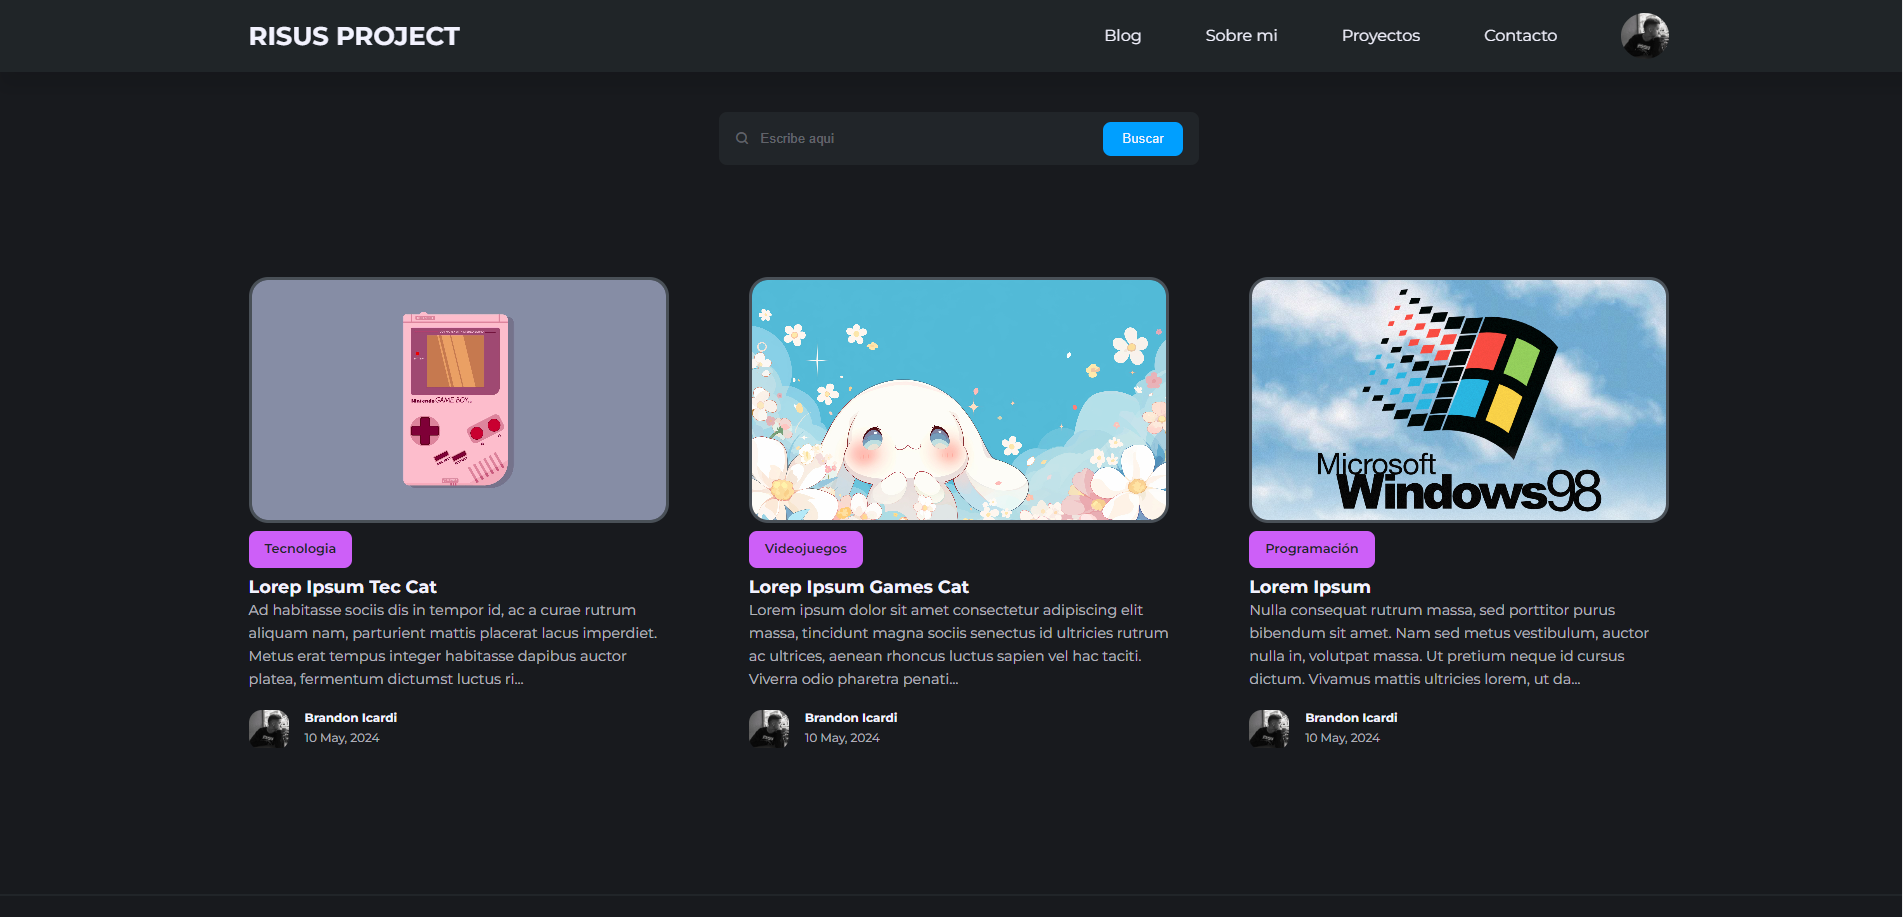 RISUS PROJECT
Blog
Sobre mi
Proyectos
Contacto
Escribe aqui
Buscar
Nintendo GAME BOY
Microsoft
Windows98
Tecnologia
Lorep Ipsum Tec Cat
Ad habitasse sociis dis in tempor id, ac a curae rutrum
aliquam nam, parturient mattis placerat lacus imperdiet.
Metus erat tempus integer habitasse dapibus auctor
platea, fermentum dictumst luctus ri...
Brandon Icardi
10 May, 2024
Videojuegos
Lorep Ipsum Games Cat
Lorem ipsum dolor sit amet consectetur adipiscing elit
massa, tincidunt magna sociis senectus id ultricies rutrum
ac ultrices, aenean rhoncus luctus sapien vel hac taciti.
Viverra odio pharetra penati...
Brandon Icardi
10 May, 2024
Programación
Lorem Ipsum
Nulla consequat rutrum massa, sed porttitor purus
bibendum sit amet. Nam sed metus vestibulum, auctor
nulla in, volutpat massa. Ut pretium neque id cursus
dictum. Vivamus mattis ultricies lorem, ut da...
Brandon Icardi
10 May, 2024